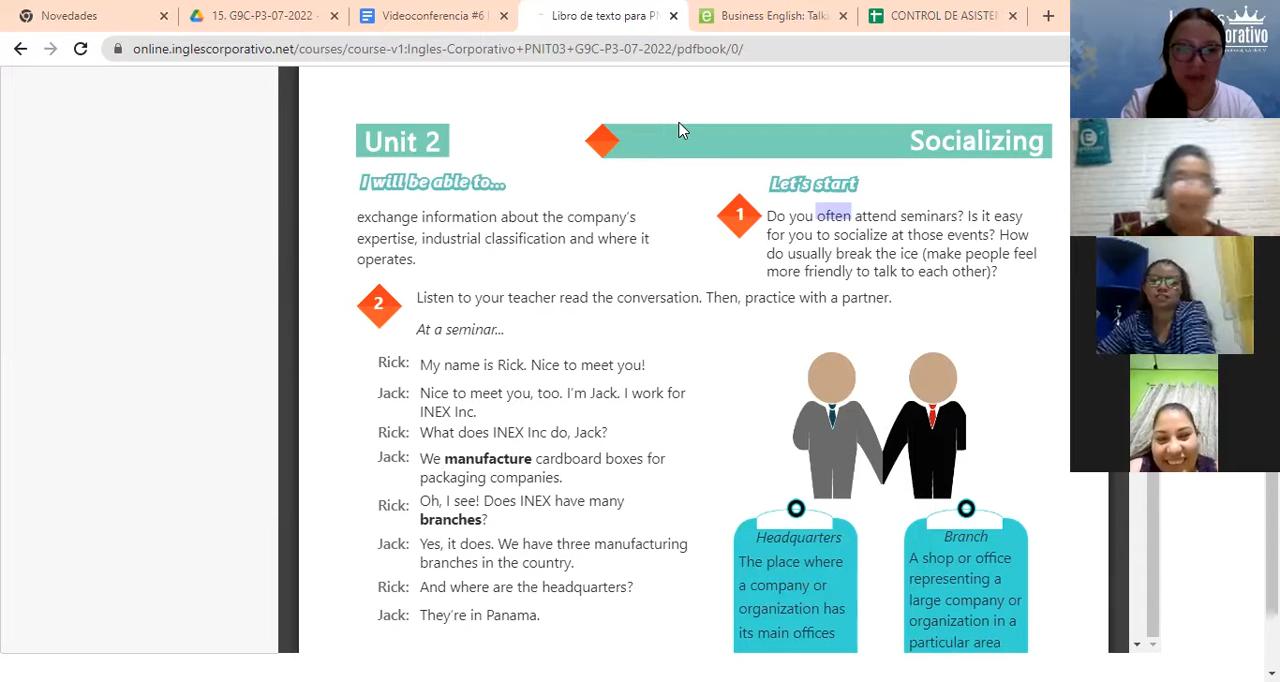 Novedades
15. G9C-P3-07-2022 -
Videoconferencia #6
Libro de texto para PN
Business English: Talki
CONTROL DE ASISTEN
online.inglescorporativo.net/courses/course-v1:Ingles-Corporativo+PNIT03+G9C-P3-07-2022/pdfbook/0/
orativo
Unit 2
Socializing
I will be able to...
exchange information about the company's
expertise, industrial classification and where it
operates.
Let's start
1
Do you often attend seminars? Is it easy
for you to socialize at those events? How
do usually break the ice (make people feel
more friendly to talk to each other)?
2
Listen to your teacher read the conversation. Then, practice with a partner.
At a seminar...
Rick: My name is Rick. Nice to meet you!
Jack: Nice to meet you, too. I'm Jack. I work for
INEX Inc.
Rick: What does INEX Inc do, Jack?
Jack: We manufacture cardboard boxes for
packaging companies.
Rick: Oh, I see! Does INEX have many
branches?
Jack: Yes, it does. We have three manufacturing
branches in the country.
Rick: And where are the headquarters?
Jack: They're in Panama.
Headquarters
The place where
a company or
organization has
its main offices
Branch
A shop or office
representing a
large company or
organization in a
particular area